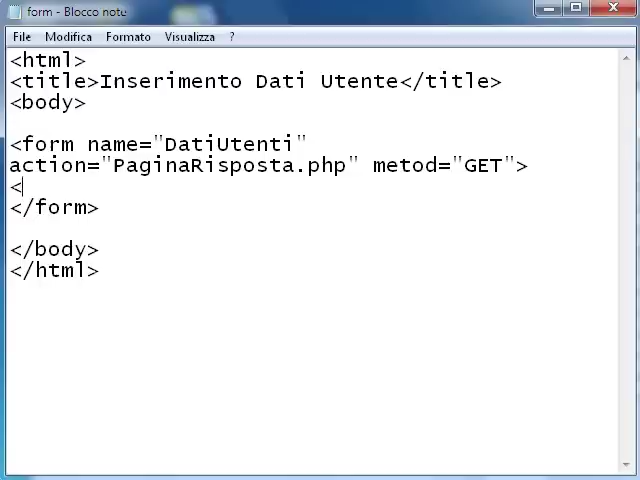 form - Blocco note
File Modifica Formato Visualizza ?
<html>
<title>Inserimento Dati Utente</title>
<body>
<form name="DatiUtenti"
action="PaginaRisposta.php" metod="GET">
<
</form>
</body>
</html>